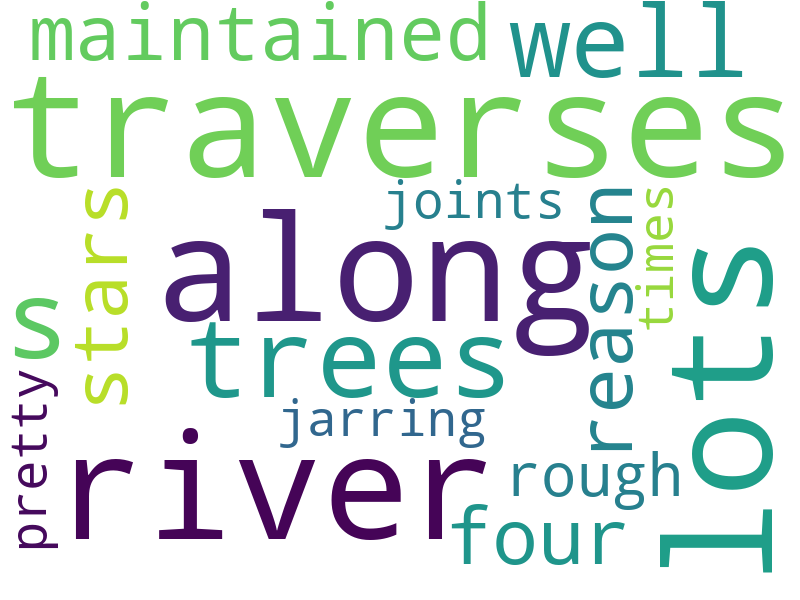 maintained
well
traverses
stars
joints
reason
times
along
lots
s
trees
pretty
jarring
river
rough
four